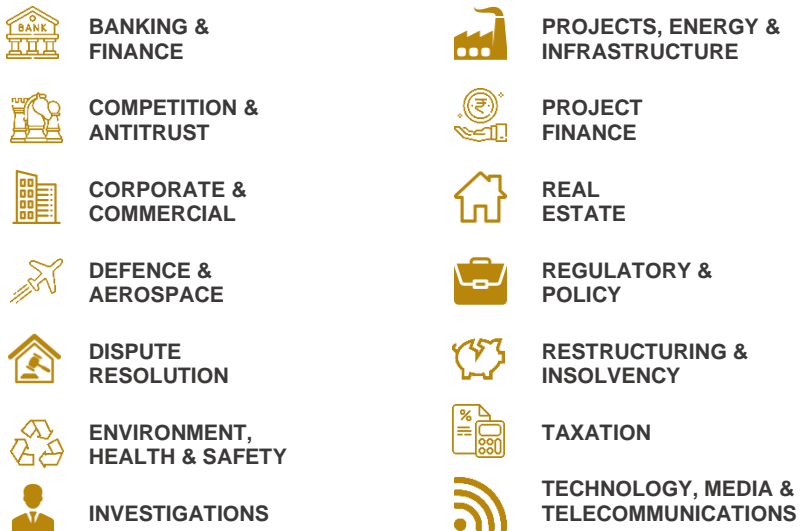 BANK
BANKING &
FINANCE
COMPETITION &
ANTITRUST
CORPORATE &
COMMERCIAL
DEFENCE &
AEROSPACE
DISPUTE
RESOLUTION
ENVIRONMENT,
HEALTH & SAFETY
INVESTIGATIONS
PROJECTS, ENERGY &
INFRASTRUCTURE
₹
PROJECT
FINANCE
REAL
ESTATE
REGULATORY &
POLICY
RESTRUCTURING &
INSOLVENCY
%
TAXATION
TECHNOLOGY, MEDIA &
TELECOMMUNICATIONS